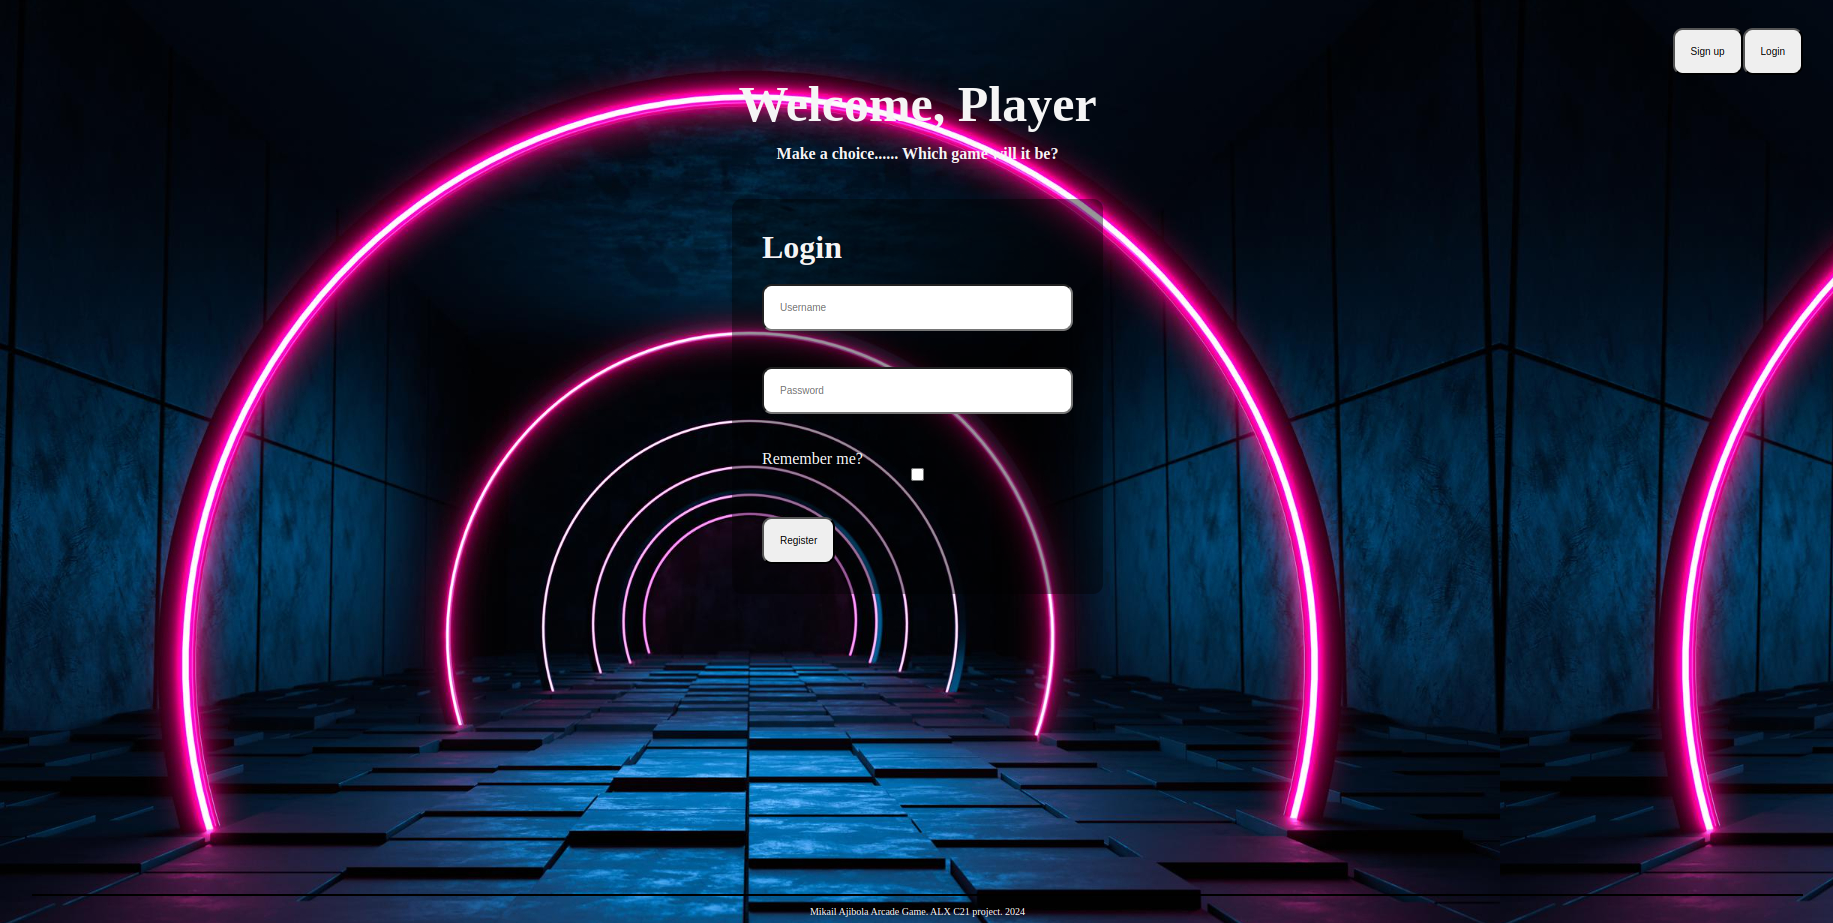 Sign up
Login
Welcome, Player
Make a choice...... Which game will it be?
Login
Username
Password
Remember me?
Register
Mikail Ajibola Arcade Game. ALX C21 project. 2024